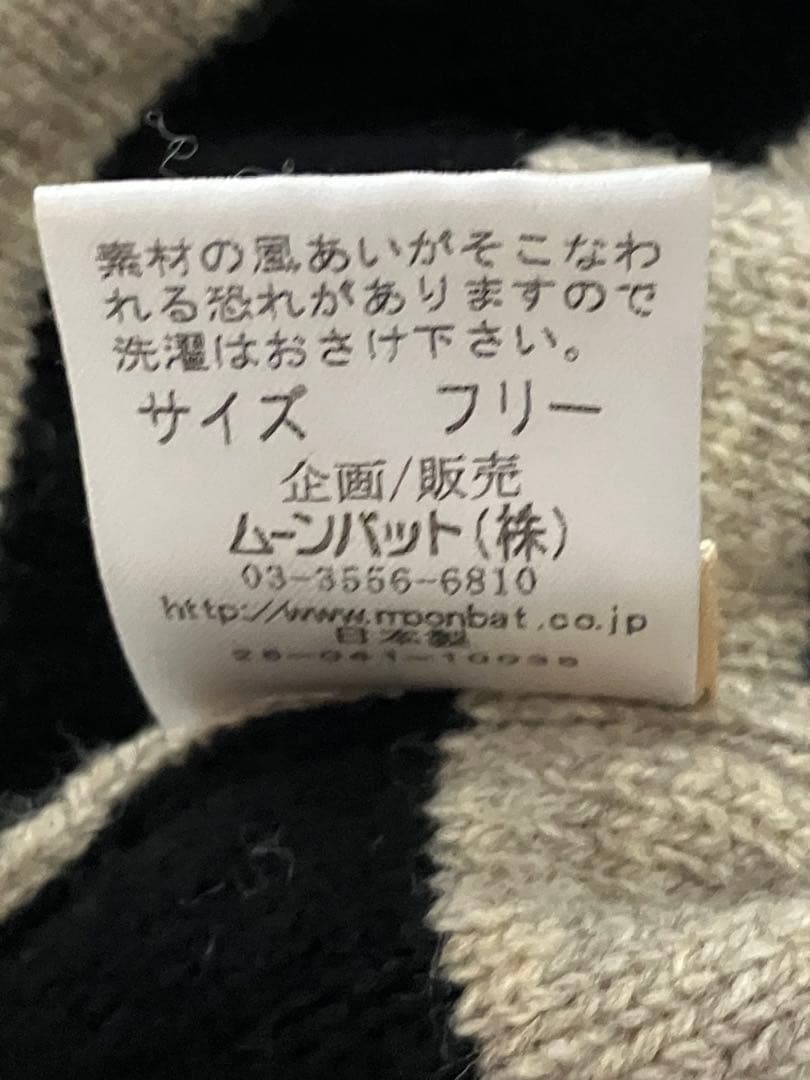 素材の風あいがそこなわ
れる恐れがありますので
洗濯はおさけ下さい。
サイズ　フリー
企画/販売
ムーンバット(株)
03-3556-6810
http://www.moonbat.co.jp
日本製